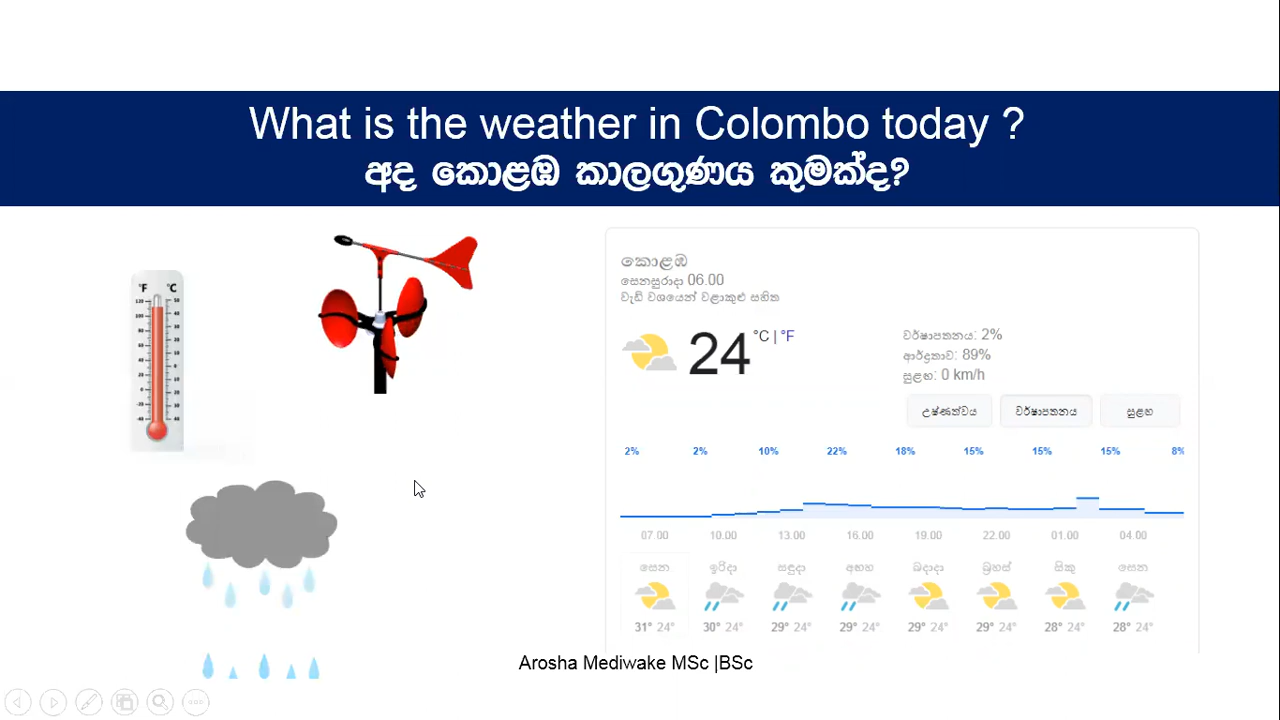 What is the weather in Colombo today ?
අද කොළඹ කාලගුණය කුමක්ද?
°F °C
කොළඹ
සෙනසුරාදා 06.00
වැඩි වශයෙන් වළාකුළු සහිත
24 °C | °F
වර්ෂාපතනය: 2%
ආර්ද්‍රතාව: 89%
සුළඟ: 0 km/h
උෂ්ණත්වය වර්ෂාපතනය සුළඟ
2% 2% 10% 22% 18% 15% 15% 15% 8%
07.00 10.00 13.00 16.00 19.00 22.00 01.00 04.00
සෙන ඉරිදා සඳුදා අඟහ බදාදා බ්‍රහස් සිකු සෙන
31° 24° 30° 24° 29° 24° 29° 24° 29° 24° 29° 24° 28° 24° 28° 24°
Arosha Mediwake MSc |BSc